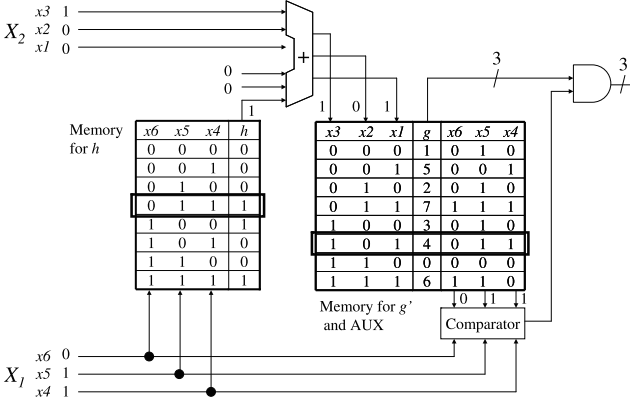 X2
x3 1
x2 0
x1 0
+
0
0
1
3
3
1 0 1
Memory
for h
x6 x5 x4 h
0 0 0 0
0 0 1 0
0 1 0 0
0 1 1 1
1 0 0 1
1 0 1 0
1 1 0 0
1 1 1 1
x3 x2 x1 g x6 x5 x4
0 0 0 1 0 1 0
0 0 1 5 0 0 1
0 1 0 2 0 1 0
0 1 1 7 1 1 1
1 0 0 3 0 1 0
1 0 1 4 0 1 1
1 1 0 0 0 0 0
1 1 1 6 1 1 0
Memory for g'
and AUX
0 1 1
Comparator
X1
x6 0
x5 1
x4 1